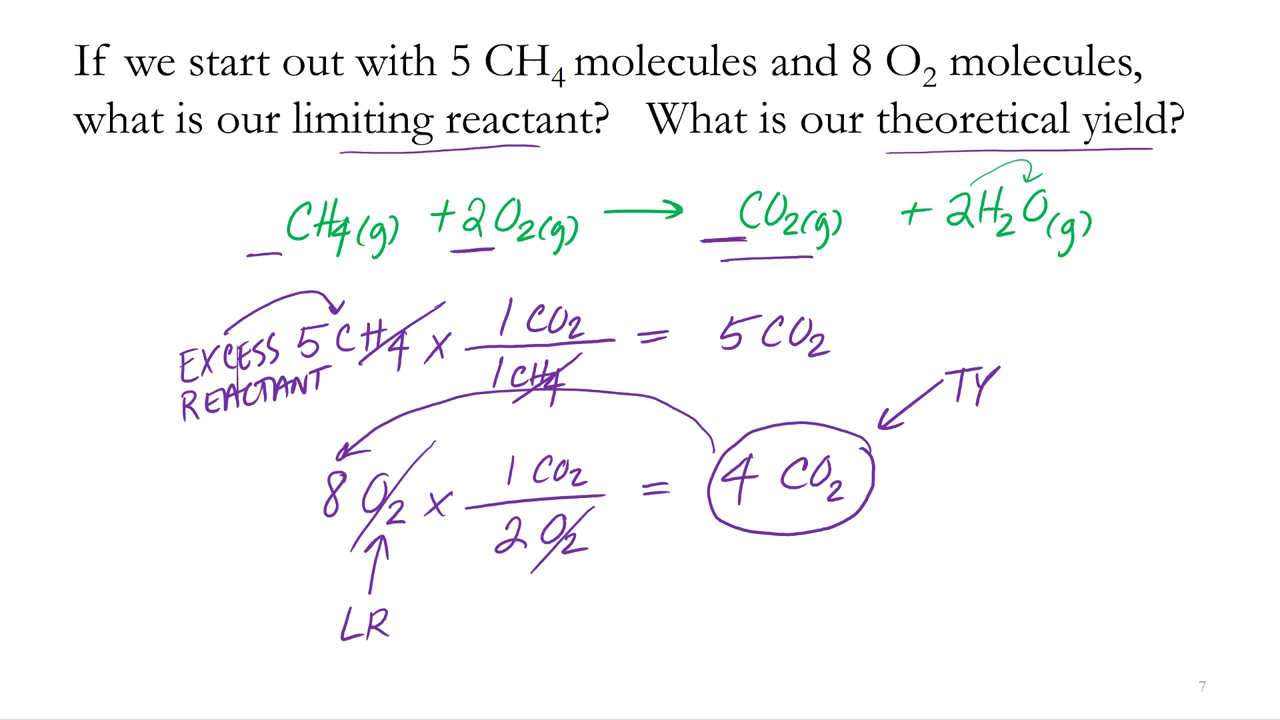 If we start out with 5 CH₄ molecules and 8 O₂ molecules,
what is our limiting reactant? What is our theoretical yield?
CH₄(g) + 2O₂(g) → CO₂(g) + 2H₂O(g)
EXCESS REACTANT 5 CH₄ × 1 CO₂ / 1 CH₄ = 5 CO₂
TY
8 O₂ × 1 CO₂ / 2 O₂ = 4 CO₂
LR
7